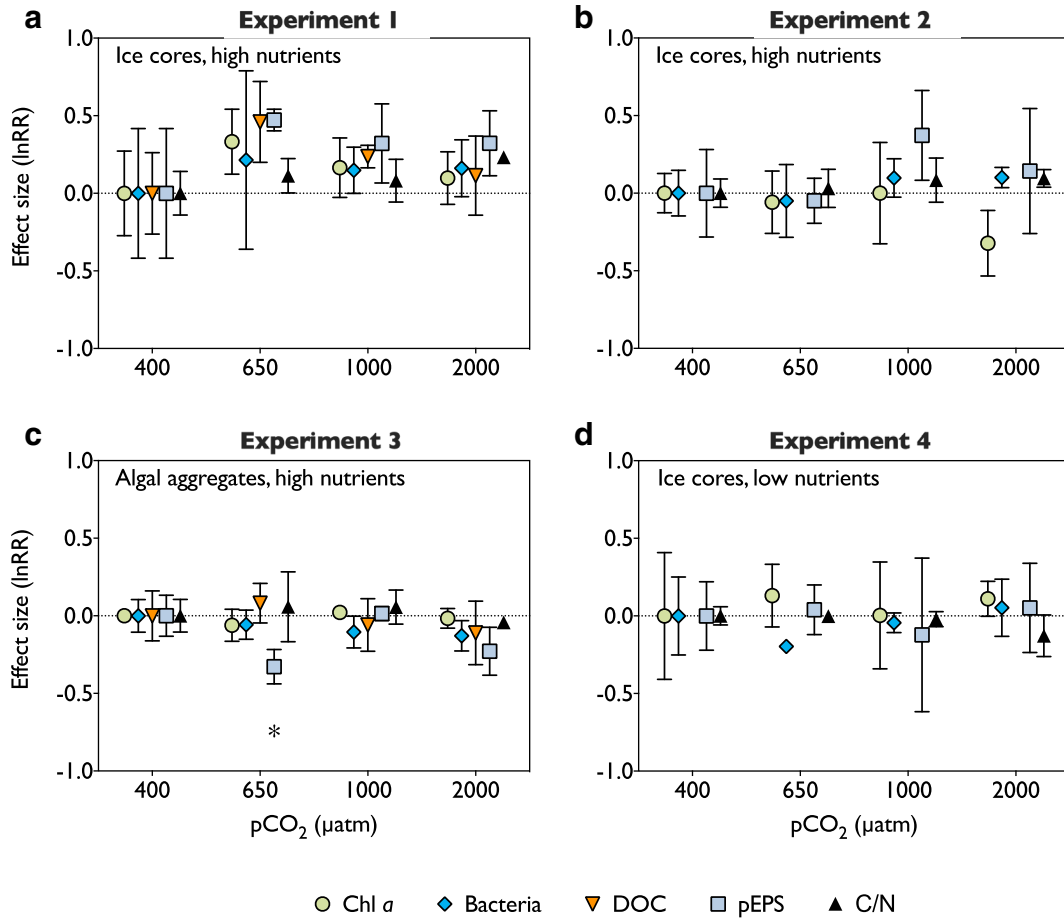 a
Experiment 1
Ice cores, high nutrients
Effect size (lnRR)
1.0
0.5
0.0
-0.5
-1.0
400 650 1000 2000
b
Experiment 2
Ice cores, high nutrients
1.0
0.5
0.0
-0.5
-1.0
400 650 1000 2000
c
Experiment 3
Algal aggregates, high nutrients
Effect size (lnRR)
1.0
0.5
0.0
-0.5
-1.0
*
400 650 1000 2000
pCO₂ (µatm)
d
Experiment 4
Ice cores, low nutrients
1.0
0.5
0.0
-0.5
-1.0
400 650 1000 2000
pCO₂ (µatm)
Chl a Bacteria DOC pEPS C/N